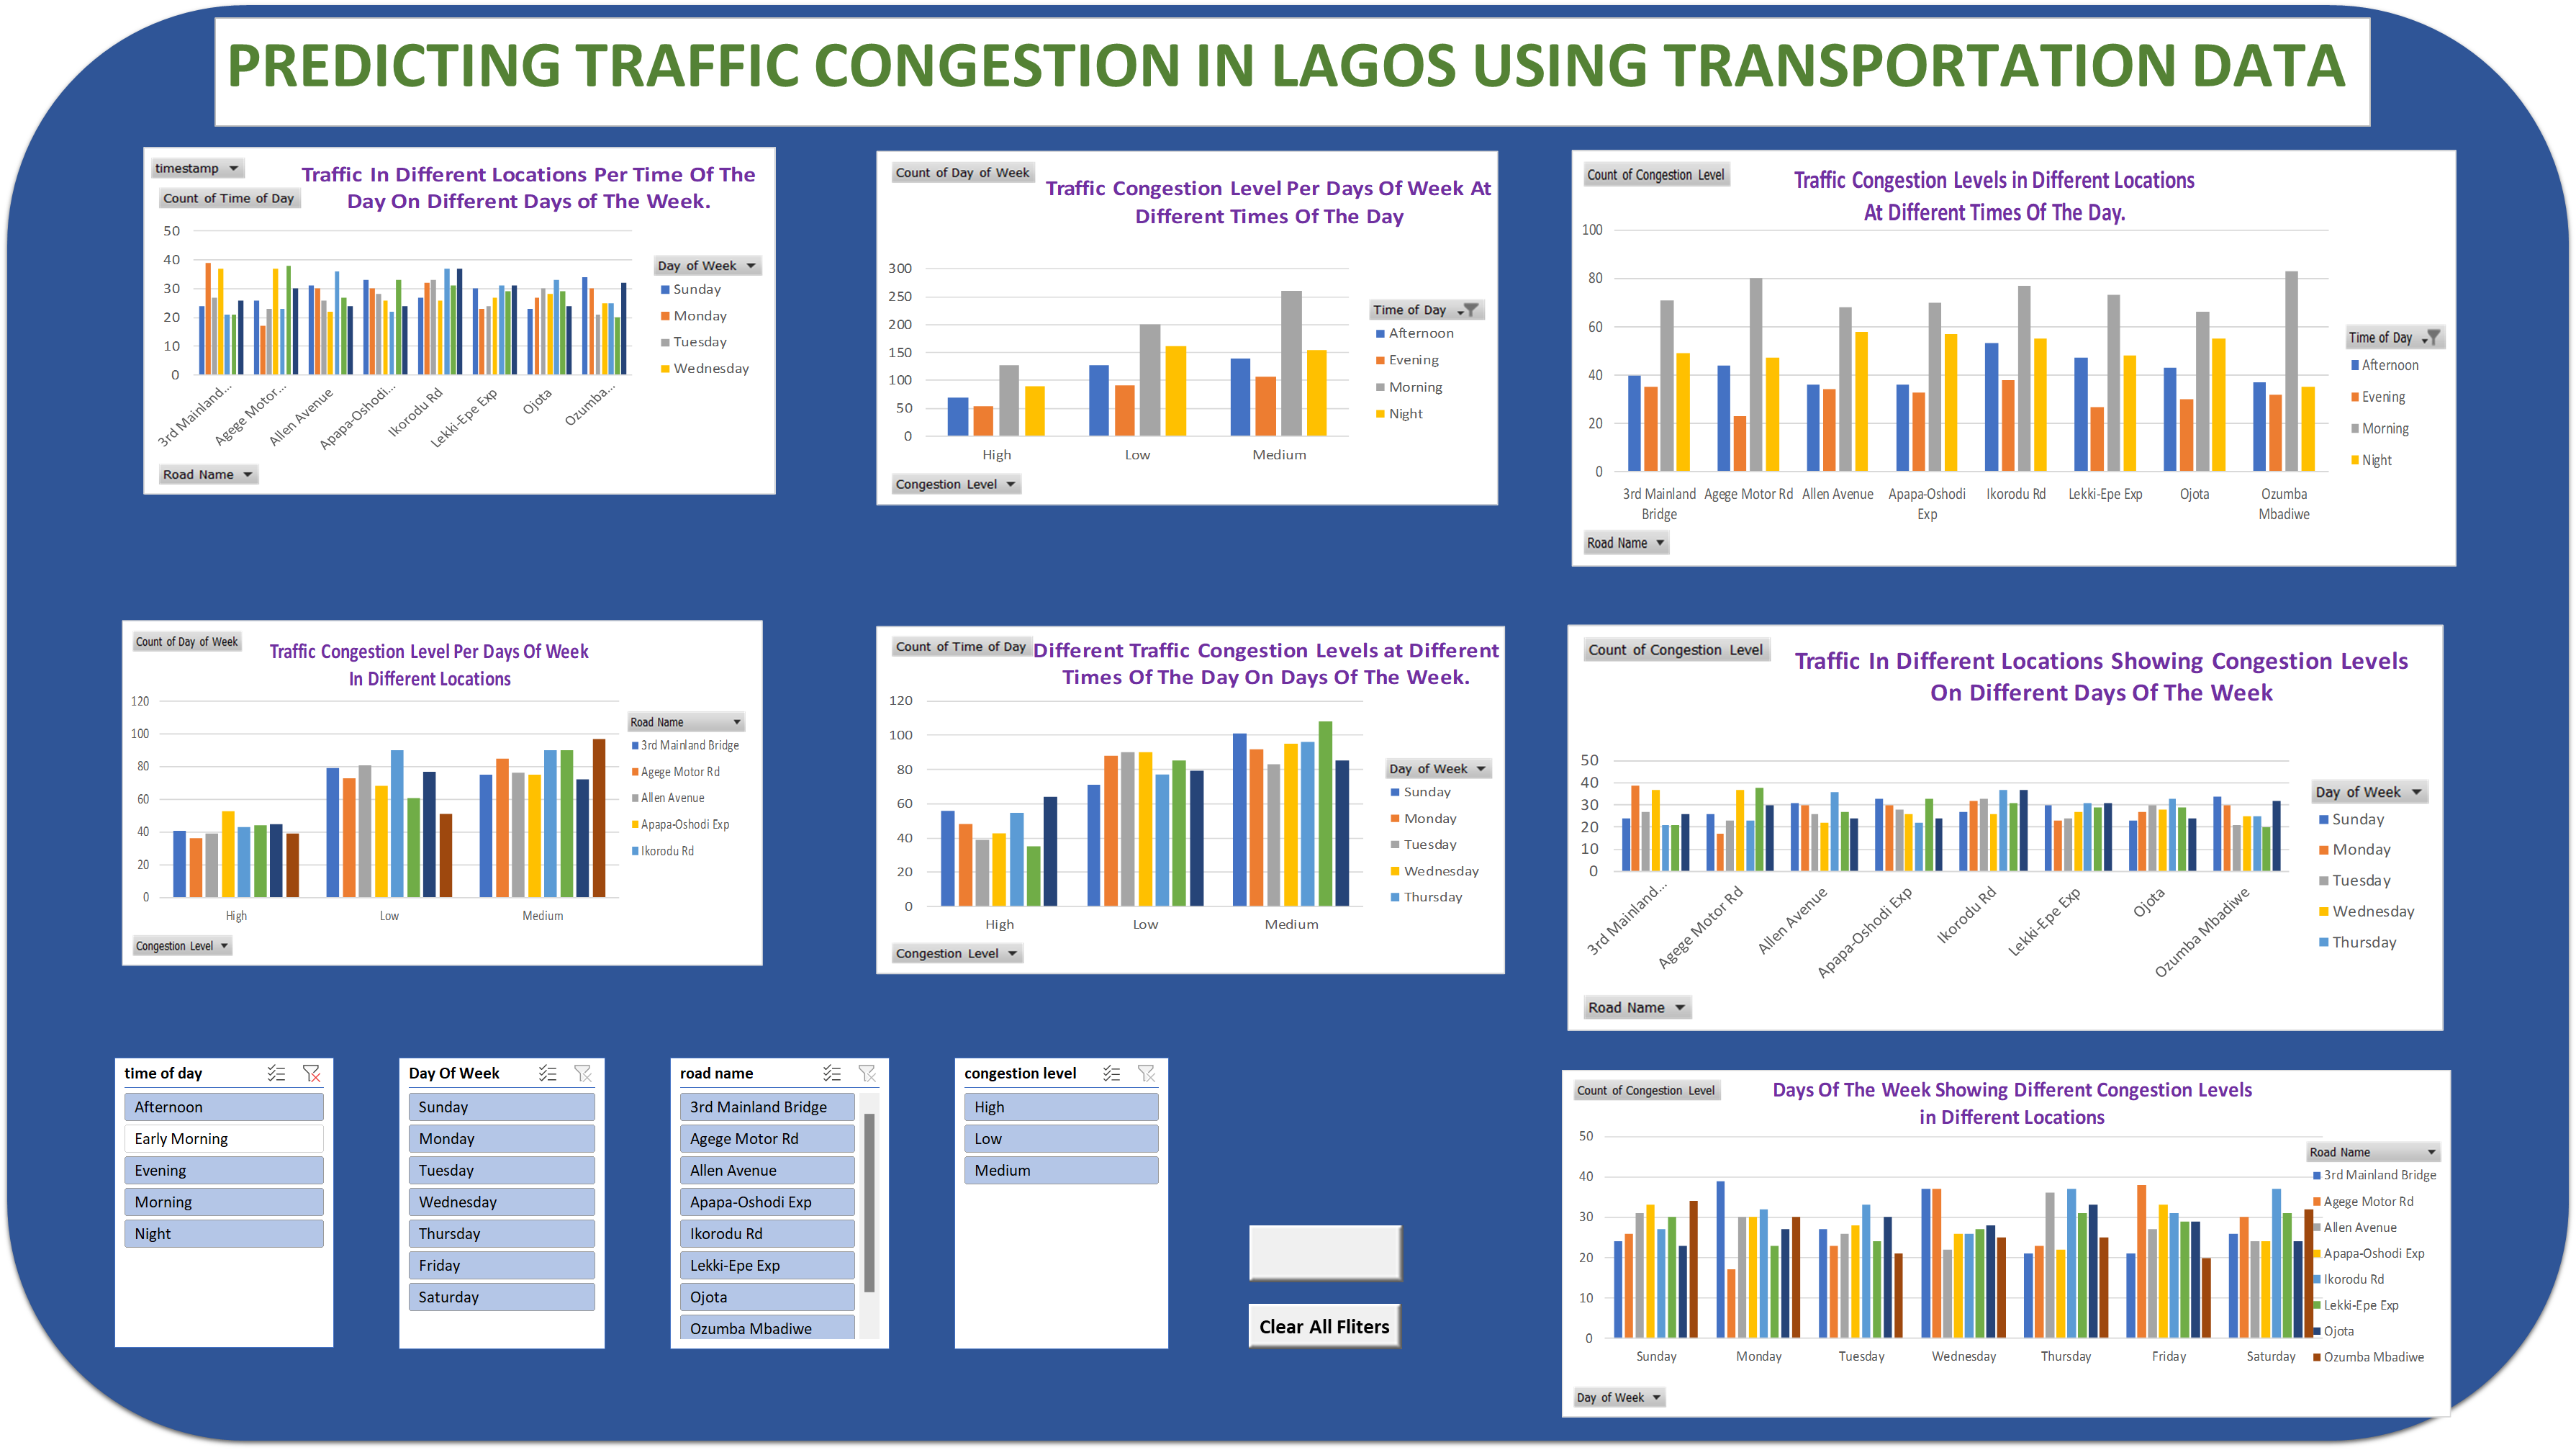 PREDICTING TRAFFIC CONGESTION IN LAGOS USING TRANSPORTATION DATA
timestamp
Count of Time of Day
Traffic In Different Locations Per Time Of The
Day On Different Days of The Week.
50
40
30
20
10
0
3rd Mainland...
Agege Motor...
Allen Avenue
Apapa-Oshodi...
Ikorodu Rd
Lekki-Epe Exp
Ojota
Ozumba...
Day of Week
Sunday
Monday
Tuesday
Wednesday
Road Name
Count of Day of Week
Traffic Congestion Level Per Days Of Week At
Different Times Of The Day
300
250
200
150
100
50
0
High
Low
Medium
Time of Day
Afternoon
Evening
Morning
Night
Congestion Level
Count of Congestion Level
Traffic Congestion Levels in Different Locations
At Different Times Of The Day.
100
80
60
40
20
0
3rd Mainland
Bridge
Agege Motor Rd
Allen Avenue
Apapa-Oshodi
Exp
Ikorodu Rd
Lekki-Epe Exp
Ojota
Ozumba
Mbadiwe
Time of Day
Afternoon
Evening
Morning
Night
Road Name
Count of Day of Week
Traffic Congestion Level Per Days Of Week
In Different Locations
120
100
80
60
40
20
0
High
Low
Medium
Road Name
3rd Mainland Bridge
Agege Motor Rd
Allen Avenue
Apapa-Oshodi Exp
Ikorodu Rd
Congestion Level
Count of Time of Day
Different Traffic Congestion Levels at Different
Times Of The Day On Days Of The Week.
120
100
80
60
40
20
0
High
Low
Medium
Day of Week
Sunday
Monday
Tuesday
Wednesday
Thursday
Congestion Level
Count of Congestion Level
Traffic In Different Locations Showing Congestion Levels
On Different Days Of The Week
50
40
30
20
10
0
3rd Mainland...
Agege Motor Rd
Allen Avenue
Apapa-Oshodi Exp
Ikorodu Rd
Lekki-Epe Exp
Ojota
Ozumba Mbadiwe
Day of Week
Sunday
Monday
Tuesday
Wednesday
Thursday
Road Name
time of day
Afternoon
Early Morning
Evening
Morning
Night
Day Of Week
Sunday
Monday
Tuesday
Wednesday
Thursday
Friday
Saturday
road name
3rd Mainland Bridge
Agege Motor Rd
Allen Avenue
Apapa-Oshodi Exp
Ikorodu Rd
Lekki-Epe Exp
Ojota
Ozumba Mbadiwe
congestion level
High
Low
Medium
Clear All Fliters
Count of Congestion Level
Days Of The Week Showing Different Congestion Levels
in Different Locations
50
40
30
20
10
0
Sunday
Monday
Tuesday
Wednesday
Thursday
Friday
Saturday
Road Name
3rd Mainland Bridge
Agege Motor Rd
Allen Avenue
Apapa-Oshodi Exp
Ikorodu Rd
Lekki-Epe Exp
Ojota
Ozumba Mbadiwe
Day of Week